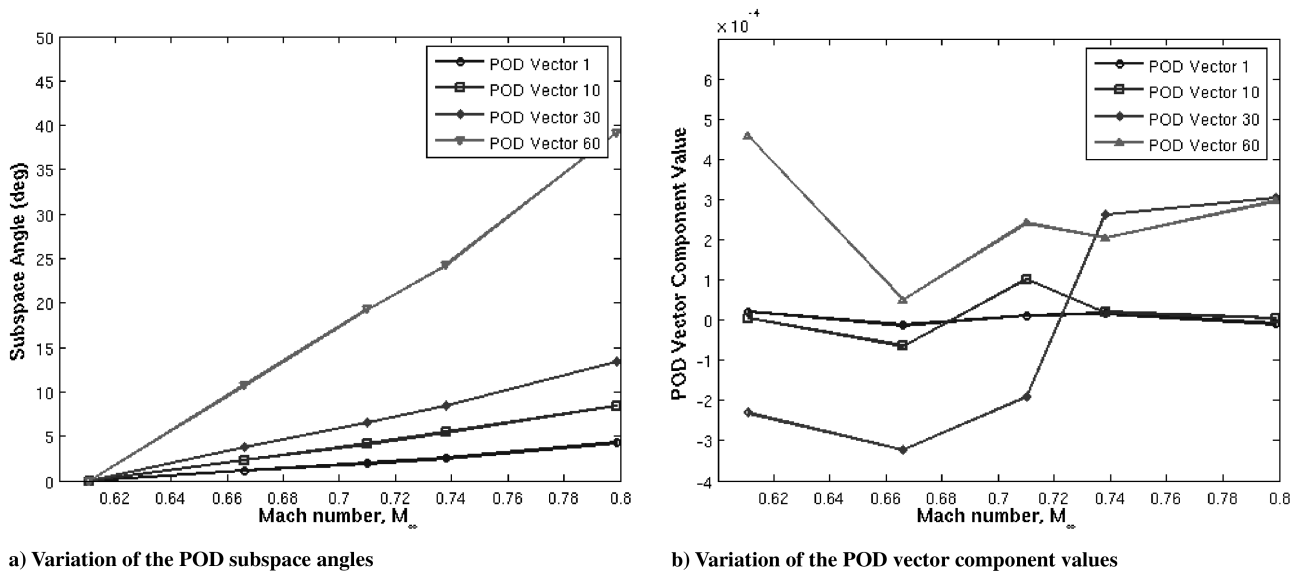 50
45
40
35
30
25
20
15
10
5
0
Subspace Angle (deg)
POD Vector 1
POD Vector 10
POD Vector 30
POD Vector 60
0.62 0.64 0.66 0.68 0.7 0.72 0.74 0.76 0.78 0.8
Mach number, M∞
a) Variation of the POD subspace angles
× 10⁻⁴
6
5
4
3
2
1
0
-1
-2
-3
-4
POD Vector Component Value
POD Vector 1
POD Vector 10
POD Vector 30
POD Vector 60
0.62 0.64 0.66 0.68 0.7 0.72 0.74 0.76 0.78 0.8
Mach number, M∞
b) Variation of the POD vector component values